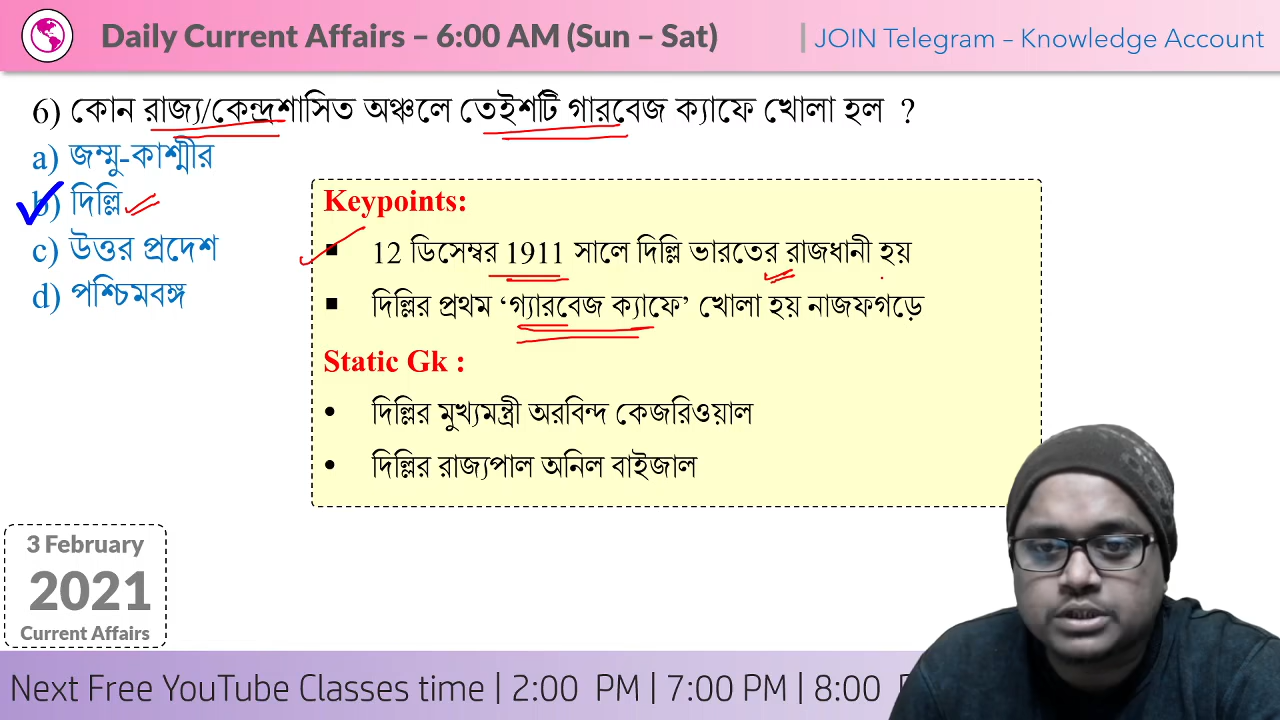 Daily Current Affairs – 6:00 AM (Sun – Sat)
| JOIN Telegram – Knowledge Account
6) কোন রাজ্য/কেন্দ্রশাসিত অঞ্চলে তেইশটি গারবেজ ক্যাফে খোলা হল ?
a) জম্মু-কাশ্মীর
b) দিল্লি
c) উত্তর প্রদেশ
d) পশ্চিমবঙ্গ
Keypoints:
▪ 12 ডিসেম্বর 1911 সালে দিল্লি ভারতের রাজধানী হয়
▪ দিল্লির প্রথম ‘গ্যারবেজ ক্যাফে’ খোলা হয় নাজফগড়ে
Static Gk :
• দিল্লির মুখ্যমন্ত্রী অরবিন্দ কেজরিওয়াল
• দিল্লির রাজ্যপাল অনিল বাইজাল
3 February
2021
Current Affairs
Next Free YouTube Classes time | 2:00 PM | 7:00 PM | 8:00